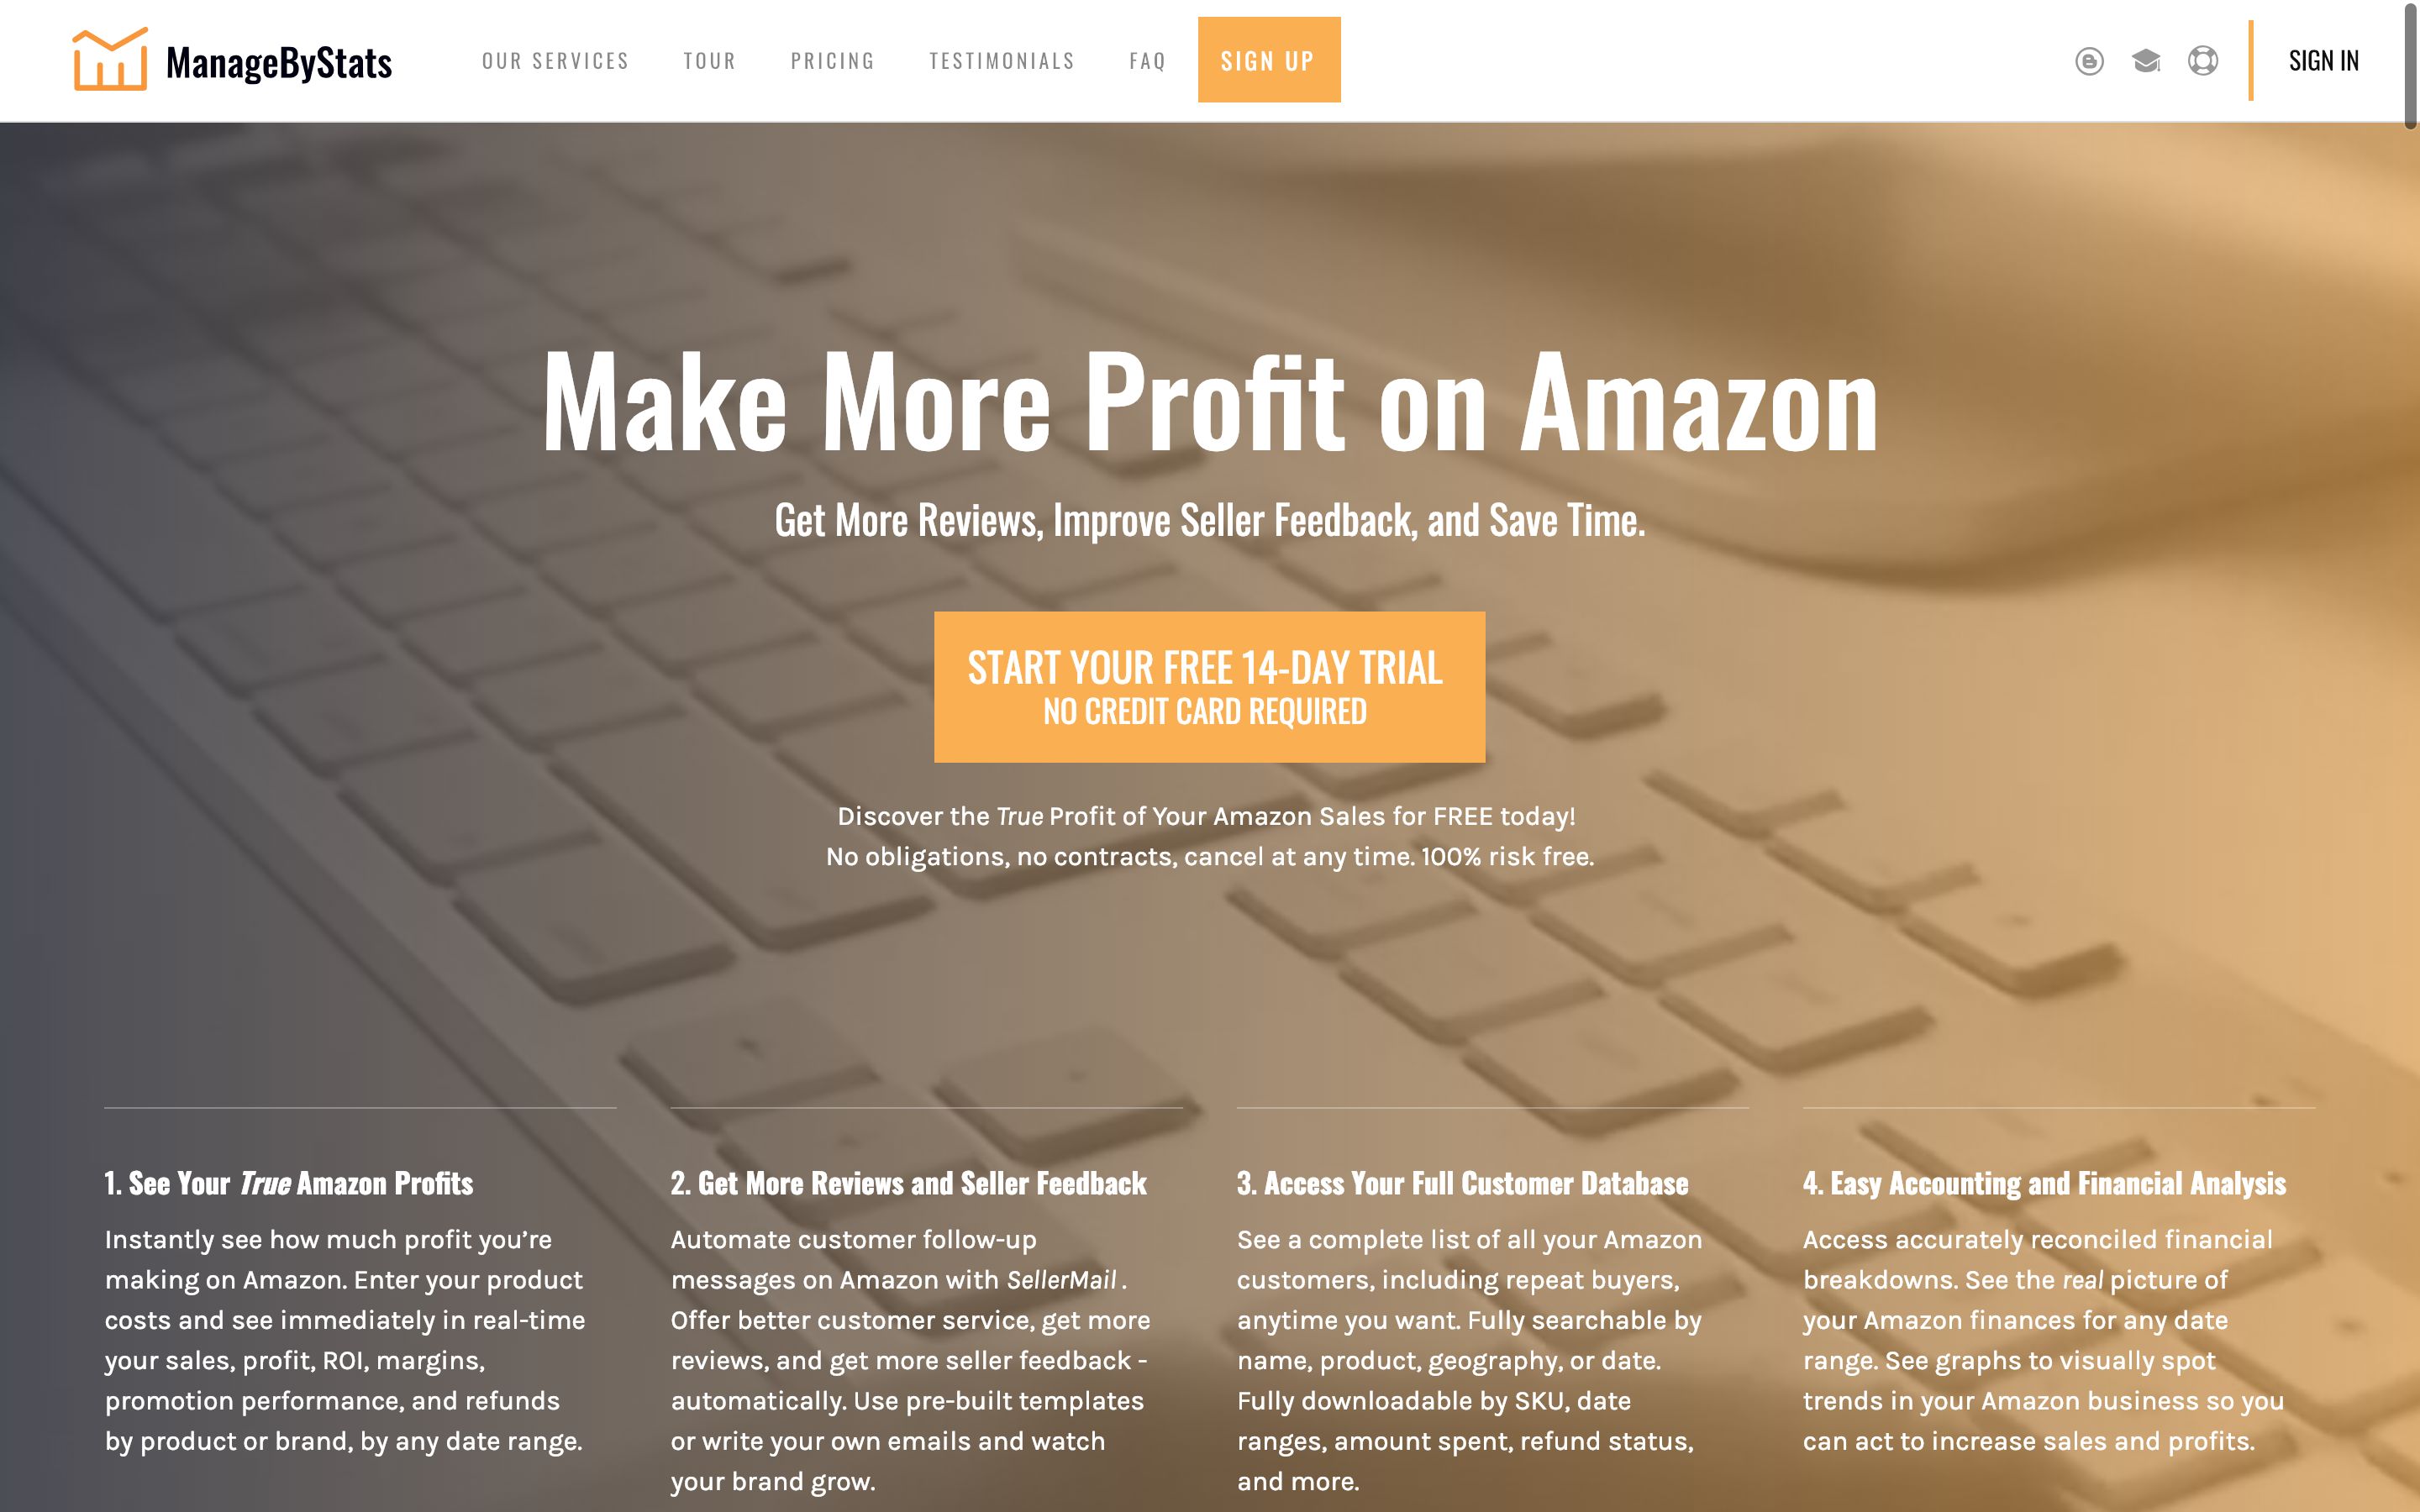 ManageByStats
OUR SERVICES
TOUR
PRICING
TESTIMONIALS
FAQ
SIGN UP
SIGN IN
Make More Profit on Amazon
Get More Reviews, Improve Seller Feedback, and Save Time.
START YOUR FREE 14-DAY TRIAL
NO CREDIT CARD REQUIRED
Discover the True Profit of Your Amazon Sales for FREE today!
No obligations, no contracts, cancel at any time. 100% risk free.
1. See Your True Amazon Profits
Instantly see how much profit you’re
making on Amazon. Enter your product
costs and see immediately in real-time
your sales, profit, ROI, margins,
promotion performance, and refunds
by product or brand, by any date range.
2. Get More Reviews and Seller Feedback
Automate customer follow-up
messages on Amazon with SellerMail .
Offer better customer service, get more
reviews, and get more seller feedback -
automatically. Use pre-built templates
or write your own emails and watch
your brand grow.
3. Access Your Full Customer Database
See a complete list of all your Amazon
customers, including repeat buyers,
anytime you want. Fully searchable by
name, product, geography, or date.
Fully downloadable by SKU, date
ranges, amount spent, refund status,
and more.
4. Easy Accounting and Financial Analysis
Access accurately reconciled financial
breakdowns. See the real picture of
your Amazon finances for any date
range. See graphs to visually spot
trends in your Amazon business so you
can act to increase sales and profits.